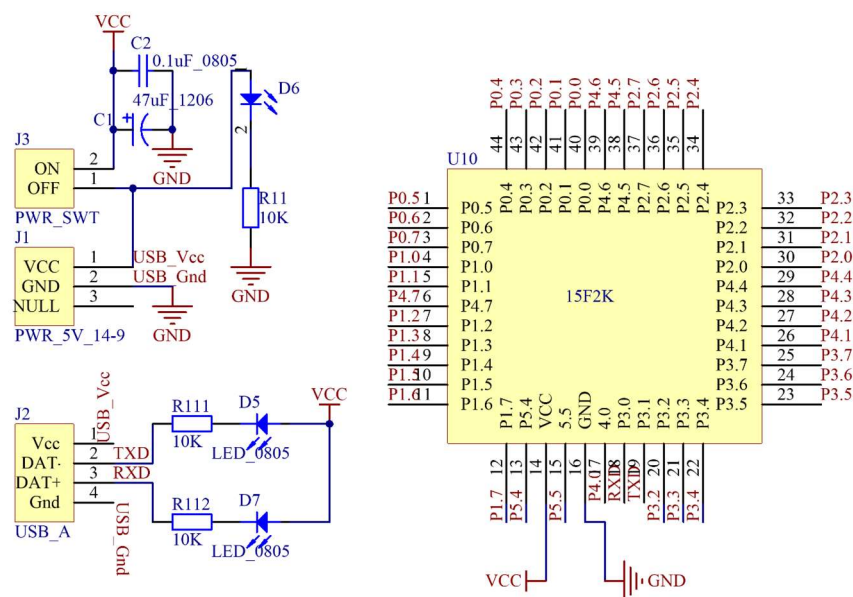 VCC
C2
0.1uF_0805
D6
47uF_1206
C1
+
2
J3
ON 2
OFF 1
GND
PWR_SWT
R11
10K
J1
VCC 1 USB_Vcc
GND 2 USB_Gnd
NULL 3
GND
GND
PWR_5V_14-9
J2
Vcc 1 USB_Vcc
DAT- 2 TXD
DAT+ 3 RXD
Gnd 4 USB_Gnd
USB_A
R111
10K
D5
LED_0805
VCC
R112
10K
D7
LED_0805
P0.4 P0.3 P0.2 P0.1 P0.0 P4.6 P4.5 P2.7 P2.6 P2.5 P2.4
44 43 42 41 40 39 38 37 36 35 34
U10
P0.4 P0.3 P0.2 P0.1 P0.0 P4.6 P4.5 P2.7 P2.6 P2.5 P2.4
P0.5 1 P0.5 P2.3 33 P2.3
P0.6 2 P0.6 P2.2 32 P2.2
P0.7 3 P0.7 P2.1 31 P2.1
P1.0 4 P1.0 P2.0 30 P2.0
P1.1 5 P1.1 P4.4 29 P4.4
P4.7 6 P4.7 P4.3 28 P4.3
15F2K
P1.2 7 P1.2 P4.2 27 P4.2
P1.3 8 P1.3 P4.1 26 P4.1
P1.4 9 P1.4 P3.7 25 P3.7
P1.5 10 P1.5 P3.6 24 P3.6
P1.6 11 P1.6 P3.5 23 P3.5
P1.7 P5.4 VCC 5.5 GND 4.0 P3.0 P3.1 P3.2 P3.3 P3.4
12 13 14 15 16 17 18 19 20 21 22
P1.7 P5.4 P5.5 P4.0 RXD TXD P3.2 P3.3 P3.4
VCC
GND